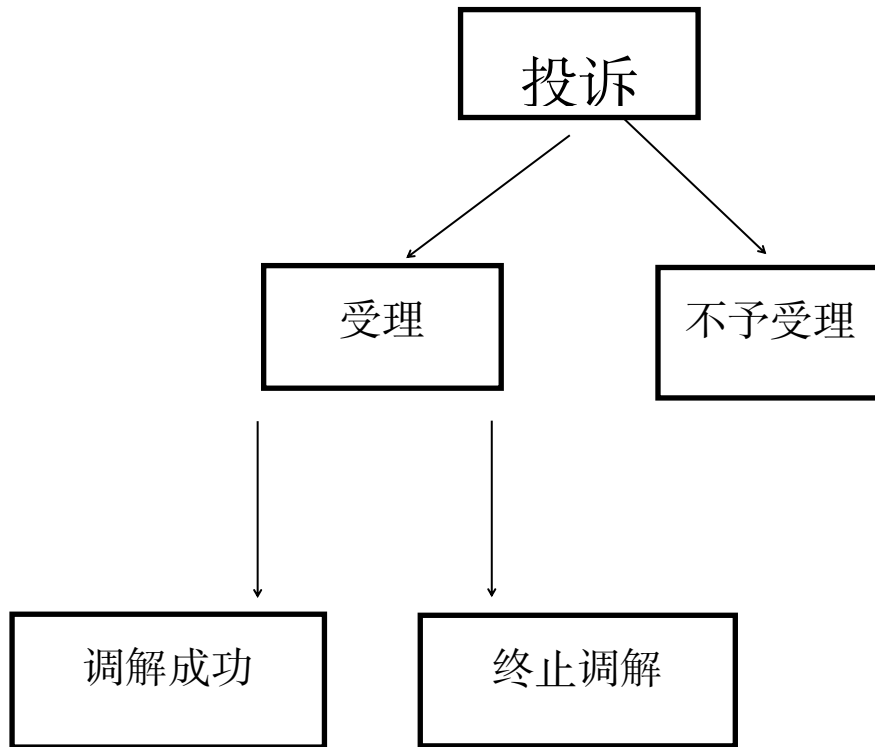 投诉
受理
不予受理
调解成功
终止调解